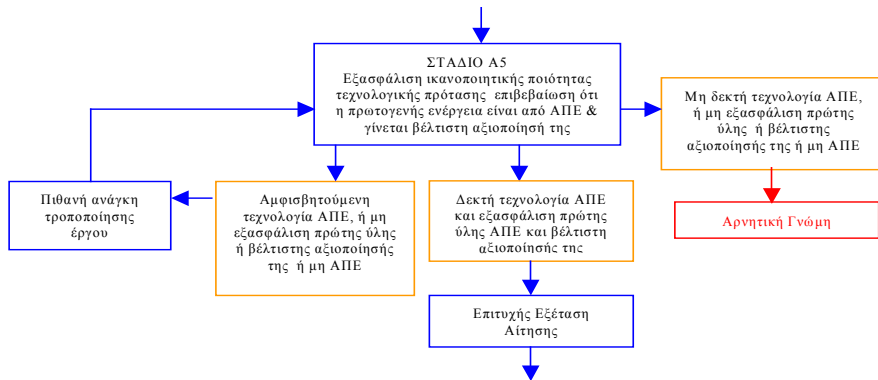 ΣΤΑΔΙΟ Α5
Εξασφάλιση ικανοποιητικής ποιότητας
τεχνολογικής πρότασης επιβεβαίωση ότι
η πρωτογενής ενέργεια είναι από ΑΠΕ &
γίνεται βέλτιστη αξιοποίησή της
Μη δεκτή τεχνολογία ΑΠΕ,
ή μη εξασφάλιση πρώτης
ύλης ή βέλτιστης
αξιοποίησής της ή μη ΑΠΕ
Πιθανή ανάγκη
τροποποίησης
έργου
Αμφισβητούμενη
τεχνολογία ΑΠΕ, ή μη
εξασφάλιση πρώτης ύλης
ή βέλτιστης αξιοποίησής
της ή μη ΑΠΕ
Δεκτή τεχνολογία ΑΠΕ
και εξασφάλιση πρώτης
ύλης ΑΠΕ και βέλτιστη
αξιοποίησής της
Αρνητική Γνώμη
Επιτυχής Εξέταση
Αίτησης